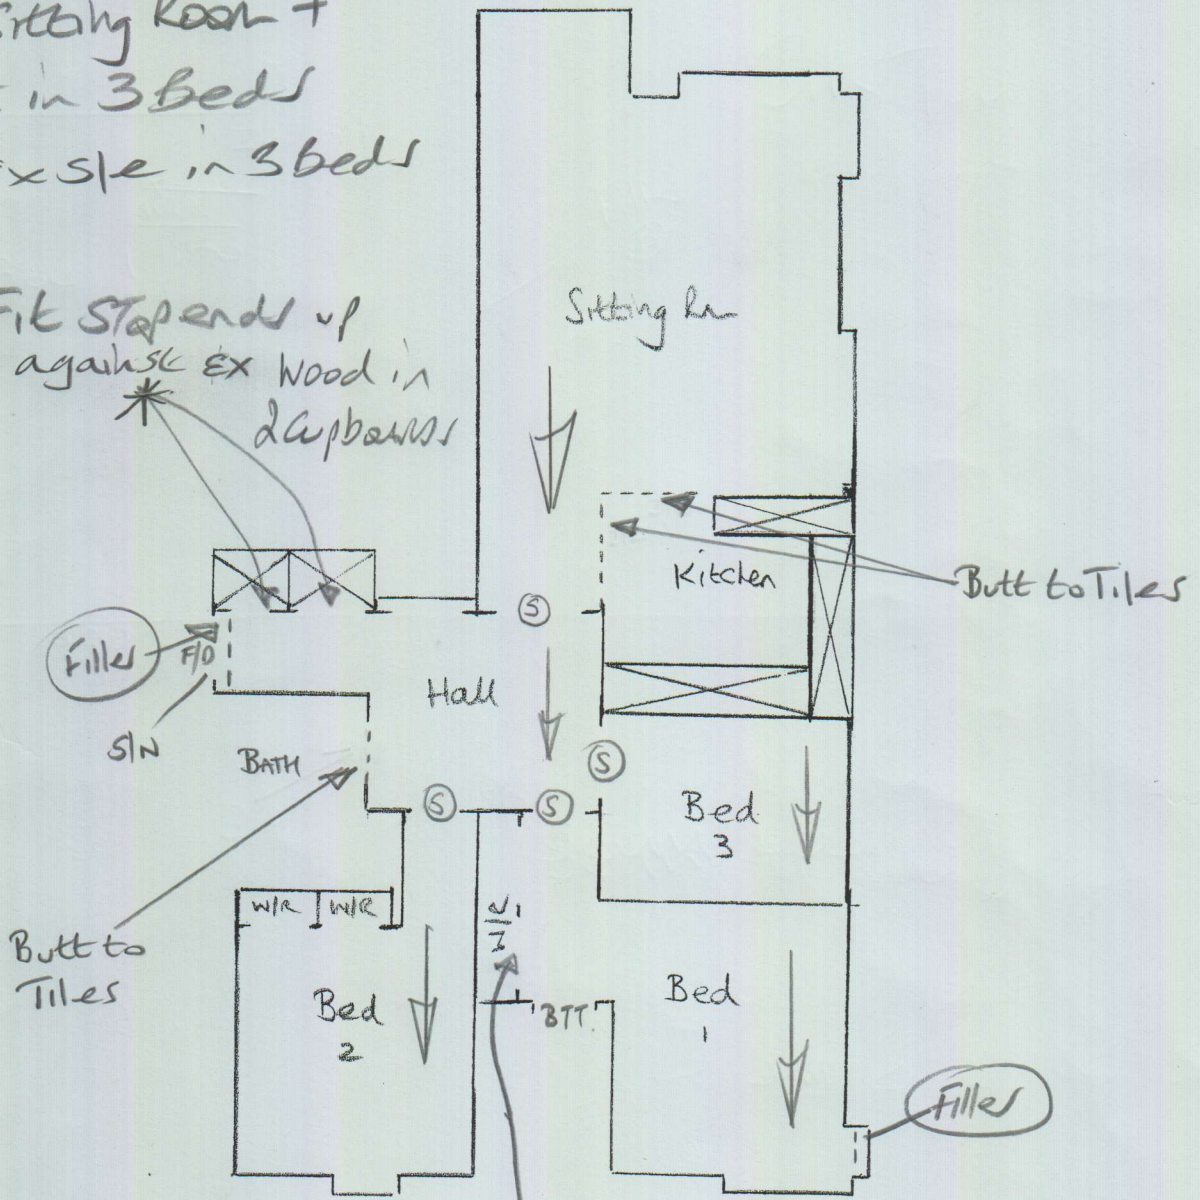 Sitting Room +
in 3 Beds
Ex S/e in 3 Beds
Fit Stopends up
against Ex Wood in
2 Cupboards
Sitting Rm
Kitchen
Butt to Tiles
S
Filler
F/D
Hall
S/N
BATH
S
S
S
Bed
3
W/R
W/R
W/R
Butt to
Tiles
Bed
2
Bed
1
BTT.
Filler